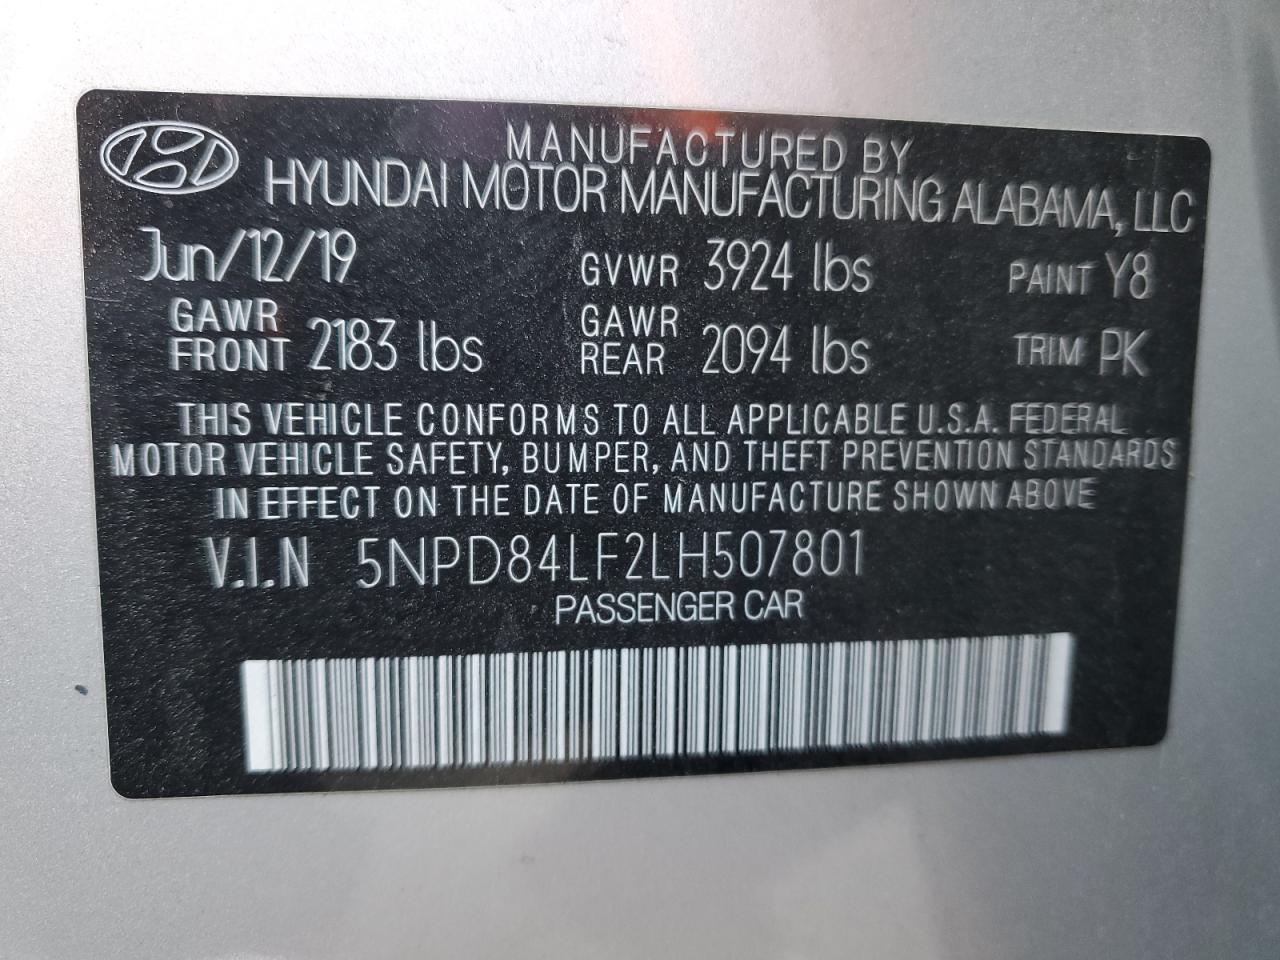 MANUFACTURED BY
HYUNDAI MOTOR MANUFACTURING ALABAMA, LLC
Jun/12/19 GVWR 3924 lbs PAINT Y8
GAWR FRONT 2183 lbs GAWR REAR 2094 lbs TRIM PK
THIS VEHICLE CONFORMS TO ALL APPLICABLE U.S.A. FEDERAL
MOTOR VEHICLE SAFETY, BUMPER, AND THEFT PREVENTION STANDARDS
IN EFFECT ON THE DATE OF MANUFACTURE SHOWN ABOVE
V.I.N 5NPD84LF2LH507801
PASSENGER CAR